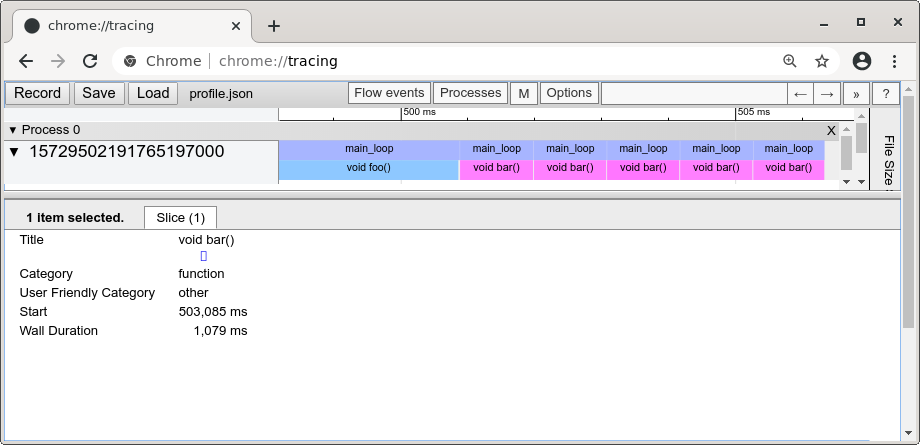 chrome://tracing
Chrome | chrome://tracing
Record Save Load profile.json Flow events Processes M Options ← → » ?
500 ms 505 ms
▼ Process 0 X
▼ 15729502191765197000
main_loop main_loop main_loop main_loop main_loop main_loop
void foo() void bar() void bar() void bar() void bar() void bar()
File Size
1 item selected. Slice (1)
Title void bar()
Category function
User Friendly Category other
Start 503,085 ms
Wall Duration 1,079 ms